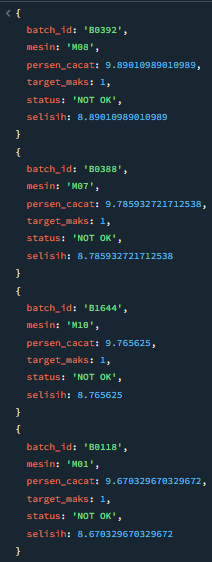 {
batch_id: 'B0392',
mesin: 'M08',
persen_cacat: 9.89010989010989,
target_maks: 1,
status: 'NOT OK',
selisih: 8.89010989010989
}
{
batch_id: 'B0388',
mesin: 'M07',
persen_cacat: 9.785932721712538,
target_maks: 1,
status: 'NOT OK',
selisih: 8.785932721712538
}
{
batch_id: 'B1644',
mesin: 'M10',
persen_cacat: 9.765625,
target_maks: 1,
status: 'NOT OK',
selisih: 8.765625
}
{
batch_id: 'B0118',
mesin: 'M01',
persen_cacat: 9.670329670329672,
target_maks: 1,
status: 'NOT OK',
selisih: 8.670329670329672
}